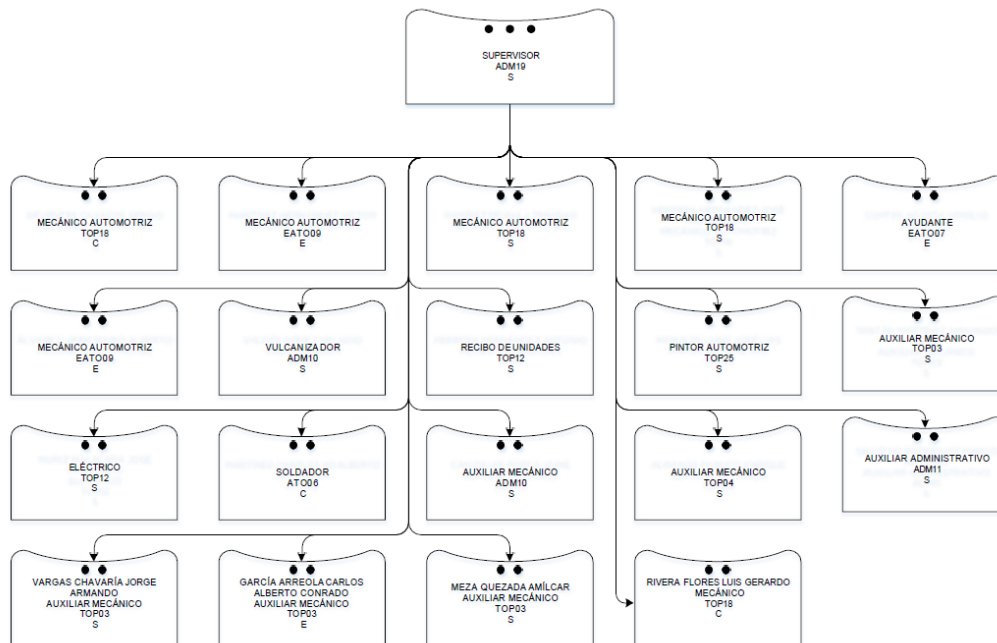 SUPERVISOR
ADM19
S
MECÁNICO AUTOMOTRIZ
TOP18
C
MECÁNICO AUTOMOTRIZ
EATO09
E
MECÁNICO AUTOMOTRIZ
TOP18
S
MECÁNICO AUTOMOTRIZ
TOP18
S
AYUDANTE
EATO07
E
MECÁNICO AUTOMOTRIZ
EATO09
E
VULCANIZADOR
ADM10
S
RECIBO DE UNIDADES
TOP12
S
PINTOR AUTOMOTRIZ
TOP25
S
AUXILIAR MECÁNICO
TOP03
S
ELÉCTRICO
TOP12
S
SOLDADOR
ATO06
C
AUXILIAR MECÁNICO
ADM10
S
AUXILIAR MECÁNICO
TOP04
S
AUXILIAR ADMINISTRATIVO
ADM11
S
VARGAS CHAVARÍA JORGE
ARMANDO
AUXILIAR MECÁNICO
TOP03
S
GARCÍA ARREOLA CARLOS
ALBERTO CONRADO
AUXILIAR MECÁNICO
TOP03
E
MEZA QUEZADA AMÍLCAR
AUXILIAR MECÁNICO
TOP03
S
RIVERA FLORES LUIS GERARDO
MECÁNICO
TOP18
C